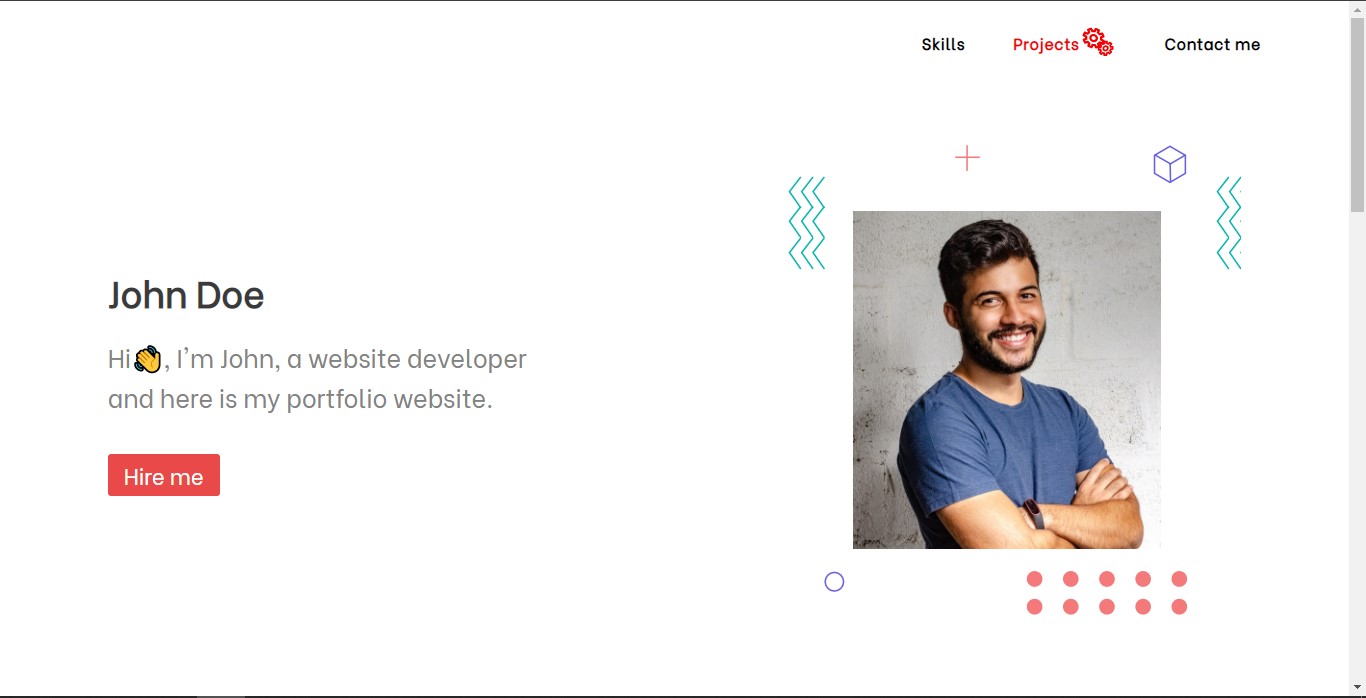 Skills
Projects
Contact me
John Doe
Hi👋, I’m John, a website developer
and here is my portfolio website.
Hire me